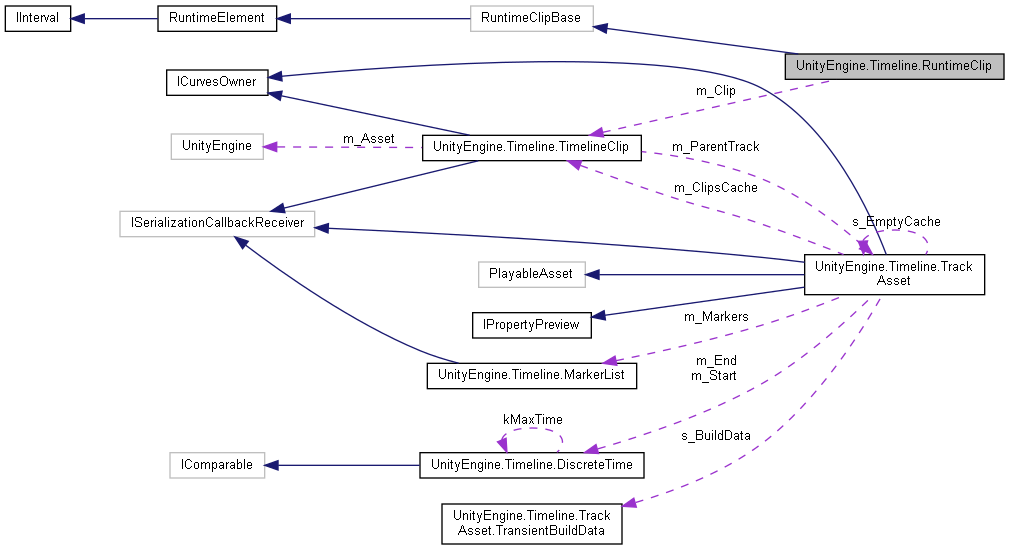 IInterval
RuntimeElement
RuntimeClipBase
UnityEngine.Timeline.RuntimeClip
ICurvesOwner
m_Clip
UnityEngine
m_Asset
UnityEngine.Timeline.TimelineClip
m_ParentTrack
m_ClipsCache
ISerializationCallbackReceiver
s_EmptyCache
PlayableAsset
UnityEngine.Timeline.Track
Asset
IPropertyPreview
m_Markers
UnityEngine.Timeline.MarkerList
m_End
m_Start
kMaxTime
s_BuildData
IComparable
UnityEngine.Timeline.DiscreteTime
UnityEngine.Timeline.Track
Asset.TransientBuildData